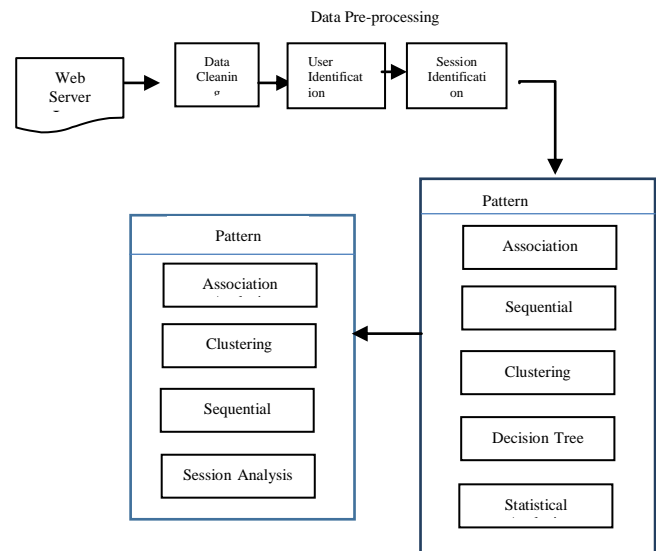 Data Pre-processing
Web
Server
Data
Cleanin
g
User
Identificat
ion
Session
Identificati
on
Pattern
Association
Sequential
Clustering
Decision Tree
Statistical
Pattern
Association
Clustering
Sequential
Session Analysis